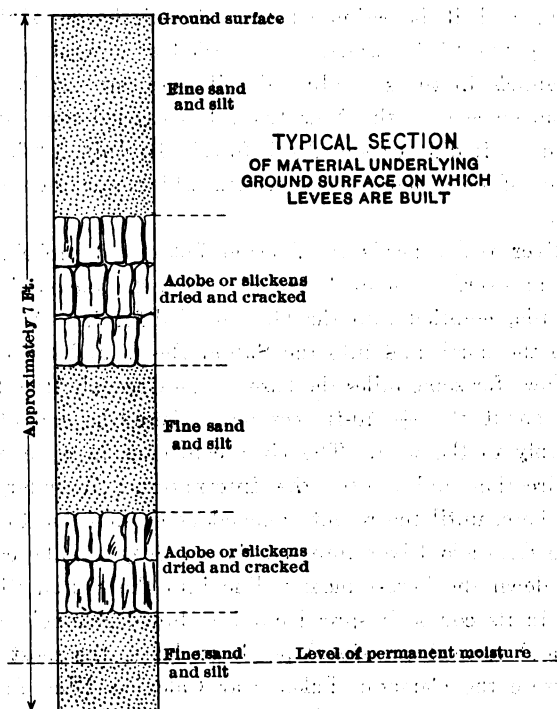 Ground surface
Fine sand
and silt
TYPICAL SECTION
OF MATERIAL UNDERLYING
GROUND SURFACE ON WHICH
LEVEES ARE BUILT
Adobe or slickens
dried and cracked
Approximately 7 Ft.
Fine sand
and silt
Adobe or slickens
dried and cracked
Fine sand
and silt
Level of permanent moisture